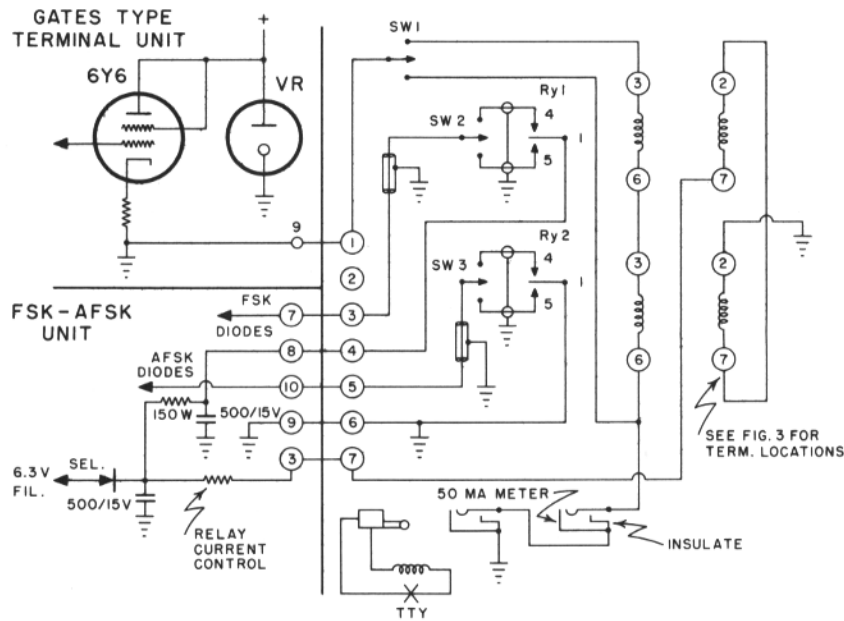 GATES TYPE
TERMINAL UNIT
+
6Y6
VR
9
SW1
1
2
SW 2
Ry1
4
5
1
SW 3
Ry2
4
5
1
3
6
3
6
2
7
2
7
FSK-AFSK
UNIT
FSK
DIODES
7
3
8
4
AFSK
DIODES
10
5
150 W
500/15V
9
6
3
7
6.3 V
FIL.
SEL.
500/15V
RELAY
CURRENT
CONTROL
50 MA METER
INSULATE
SEE FIG. 3 FOR
TERM. LOCATIONS
TTY